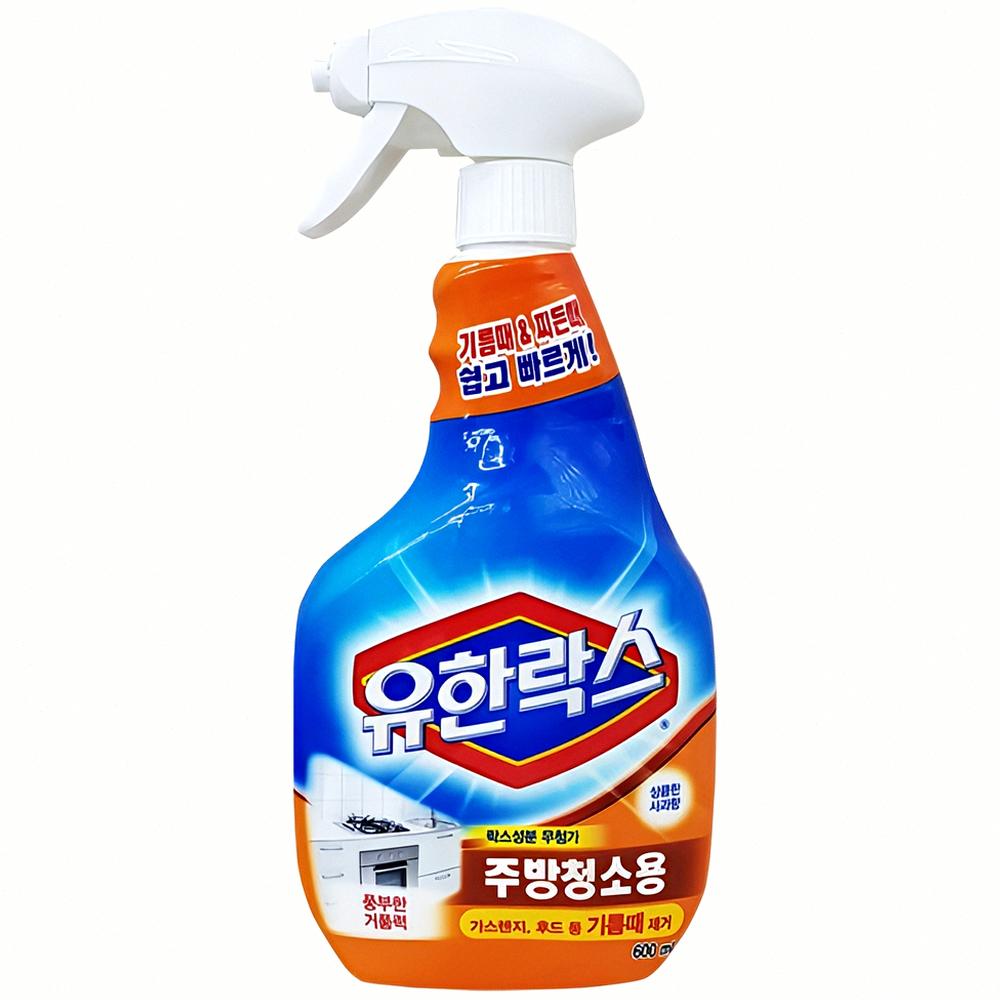 기름때 & 찌든때
쉽고 빠르게!
유한락스
®
상큼한
사과향
락스성분 무첨가
주방청소용
풍부한
거품력
가스렌지, 후드 등 기름때 제거
600 ml